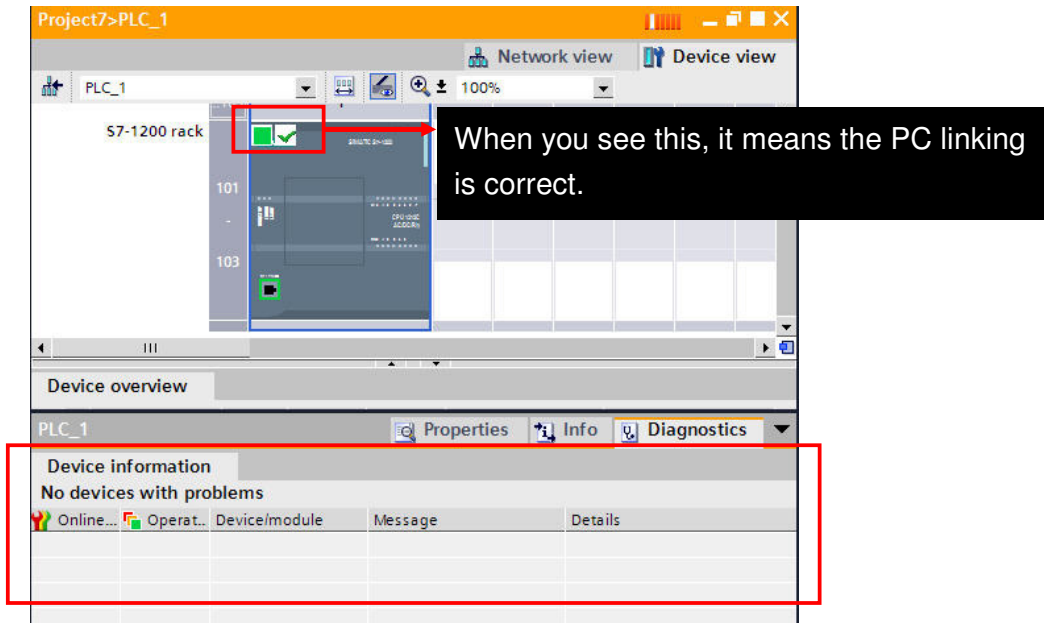 Project7>PLC_1
Network view
Device view
PLC_1
100%
S7-1200 rack
When you see this, it means the PC linking
is correct.
101
-
103
Device overview
PLC_1
Properties
Info
Diagnostics
Device information
No devices with problems
Online...
Operat..
Device/module
Message
Details